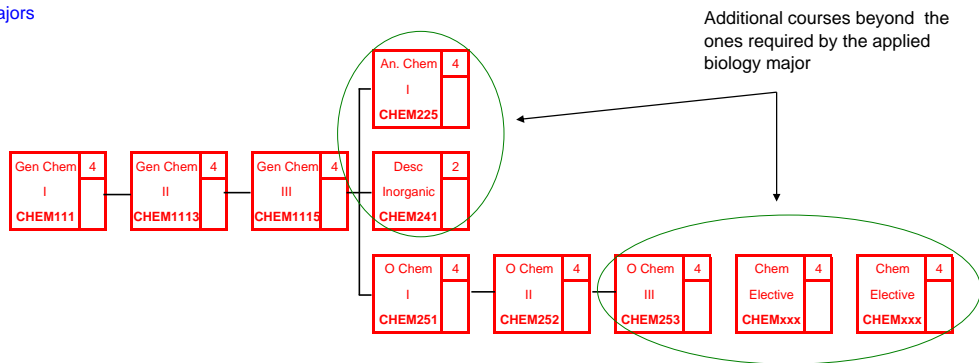 ajors
Additional courses beyond the
ones required by the applied
biology major
An. Chem 4
I
CHEM225
Gen Chem 4
I
CHEM111
Gen Chem 4
II
CHEM1113
Gen Chem 4
III
CHEM1115
Desc 2
Inorganic
CHEM241
O Chem 4
I
CHEM251
O Chem 4
II
CHEM252
O Chem 4
III
CHEM253
Chem 4
Elective
CHEMxxx
Chem 4
Elective
CHEMxxx